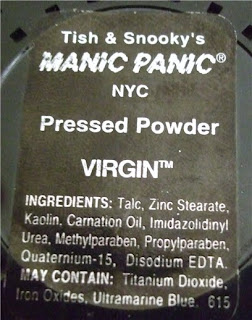 Tish & Snooky's
MANIC PANIC®
NYC
Pressed Powder
VIRGIN™
INGREDIENTS: Talc, Zinc Stearate,
Kaolin, Carnation Oil, Imidazolidinyl
Urea, Methylparaben, Propylparaben,
Quaternium-15, Disodium EDTA.
MAY CONTAIN: Titanium Dioxide,
Iron Oxides, Ultramarine Blue. 615